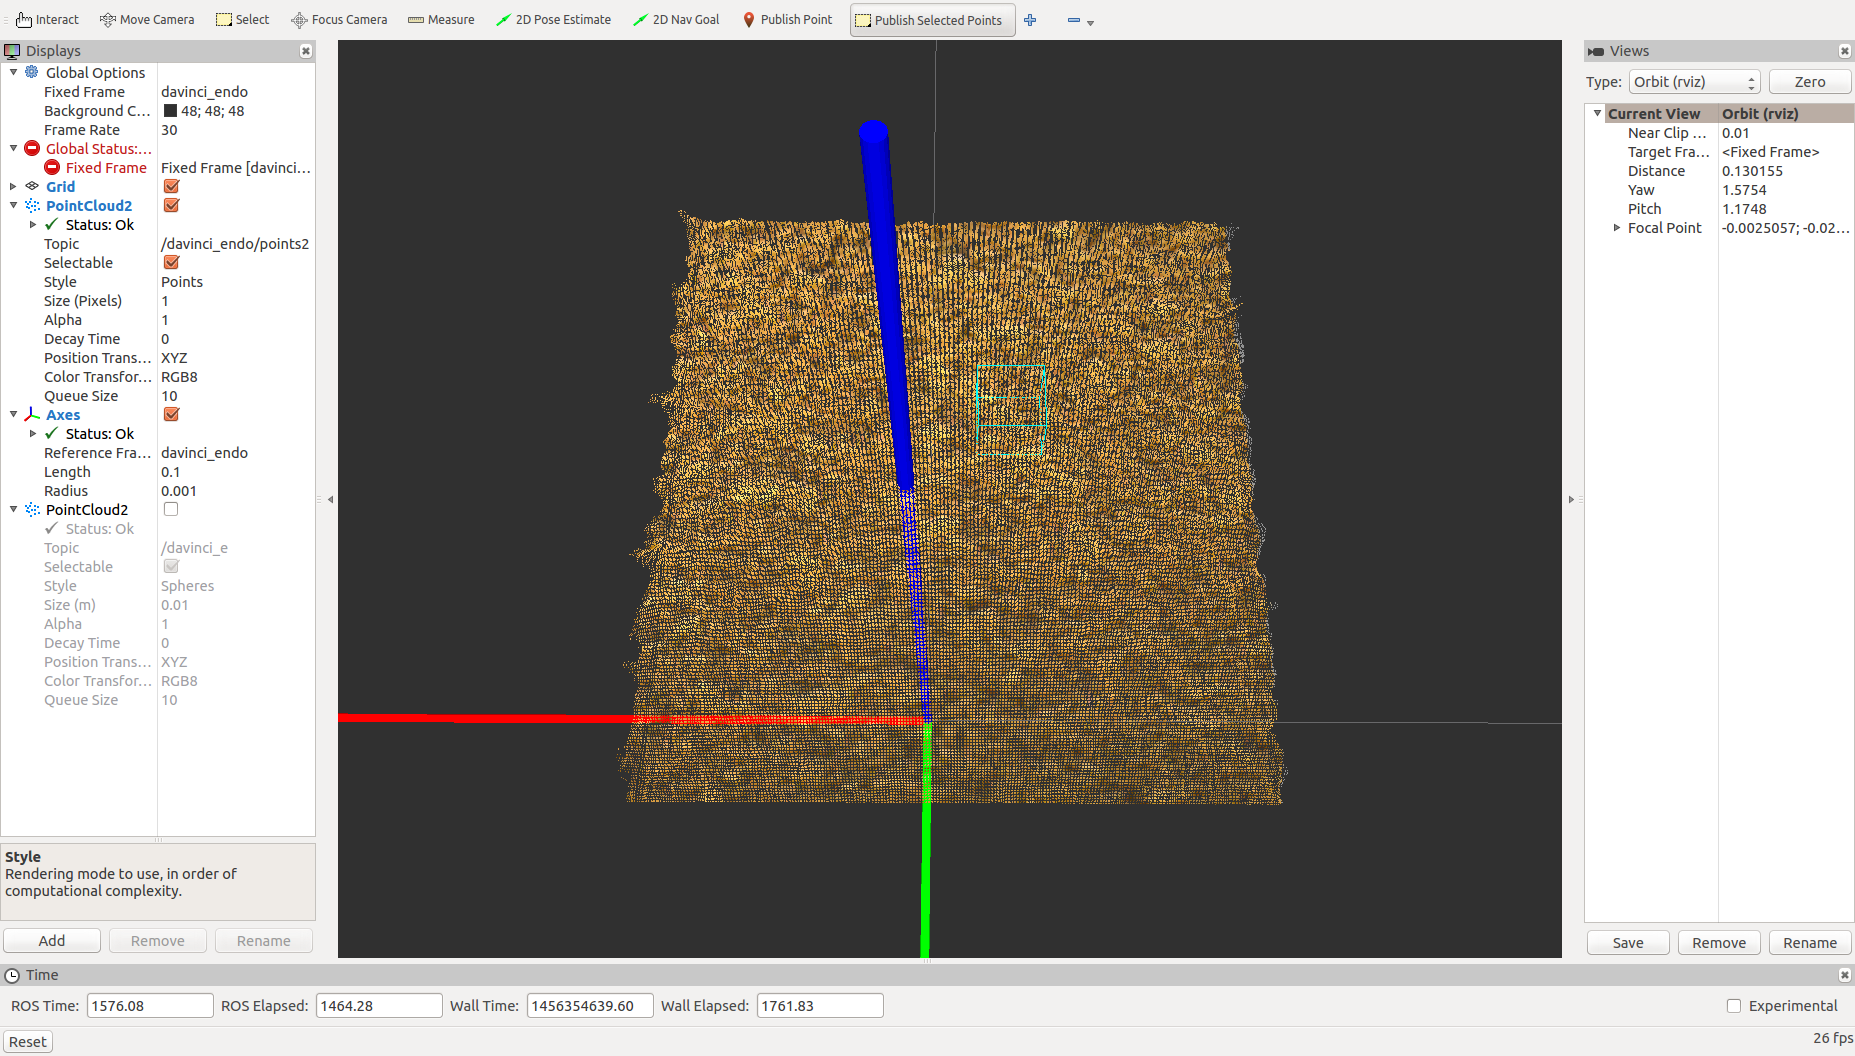 Interact Move Camera Select Focus Camera Measure 2D Pose Estimate 2D Nav Goal Publish Point Publish Selected Points
Displays
Global Options
Fixed Frame davinci_endo
Background C... 48; 48; 48
Frame Rate 30
Global Status:...
Fixed Frame Fixed Frame [davinci...
Grid
PointCloud2
Status: Ok
Topic /davinci_endo/points2
Selectable
Style Points
Size (Pixels) 1
Alpha 1
Decay Time 0
Position Trans... XYZ
Color Transfor... RGB8
Queue Size 10
Axes
Status: Ok
Reference Fra... davinci_endo
Length 0.1
Radius 0.001
PointCloud2
Status: Ok
Topic /davinci_e
Selectable
Style Spheres
Size (m) 0.01
Alpha 1
Decay Time 0
Position Trans... XYZ
Color Transfor... RGB8
Queue Size 10
Style
Rendering mode to use, in order of
computational complexity.
Add Remove Rename
Views
Type: Orbit (rviz) Zero
Current View Orbit (rviz)
Near Clip ... 0.01
Target Fra... <Fixed Frame>
Distance 0.130155
Yaw 1.5754
Pitch 1.1748
Focal Point -0.0025057; -0.02...
Save Remove Rename
Time
ROS Time: 1576.08 ROS Elapsed: 1464.28 Wall Time: 1456354639.60 Wall Elapsed: 1761.83 Experimental
Reset 26 fps